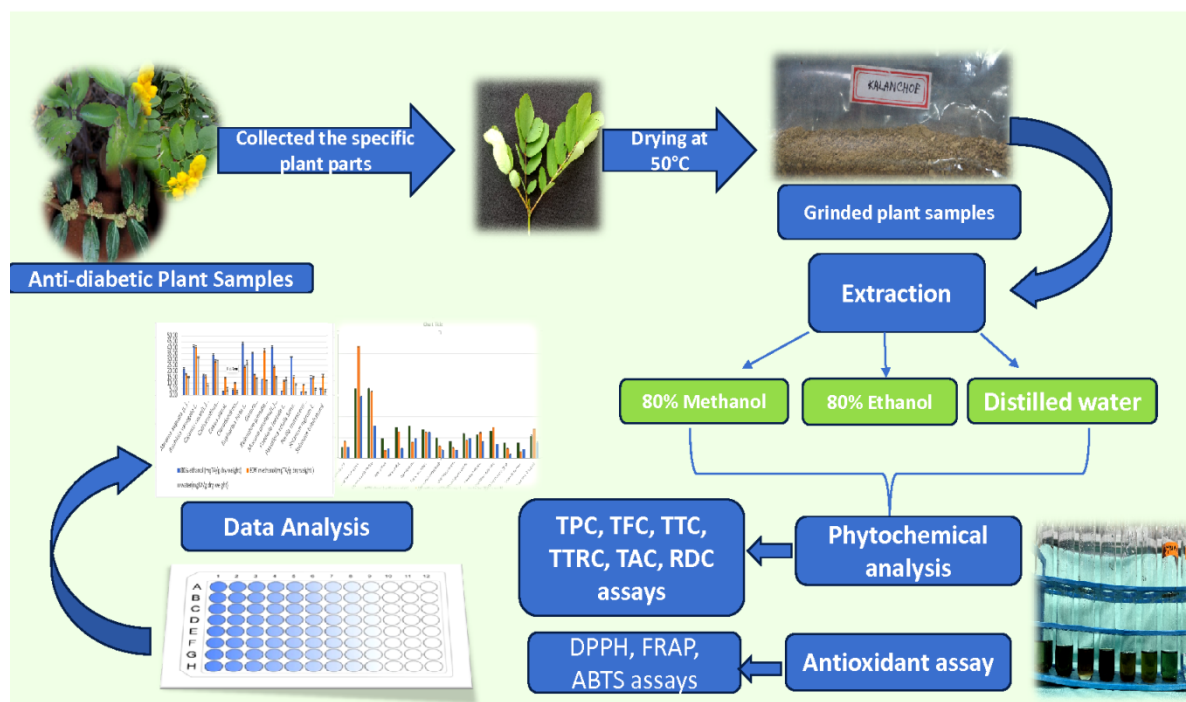 Anti-diabetic Plant Samples
Collected the specific
plant parts
Drying at
50°C
KALANCHOE
Grinded plant samples
Extraction
80% Methanol
80% Ethanol
Distilled water
Phytochemical
analysis
TPC, TFC, TTC,
TTRC, TAC, RDC
assays
Antioxidant assay
DPPH, FRAP,
ABTS assays
1 2 3 4 5 6 7 8 9 10 11 12
A
B
C
D
E
F
G
H
Data Analysis